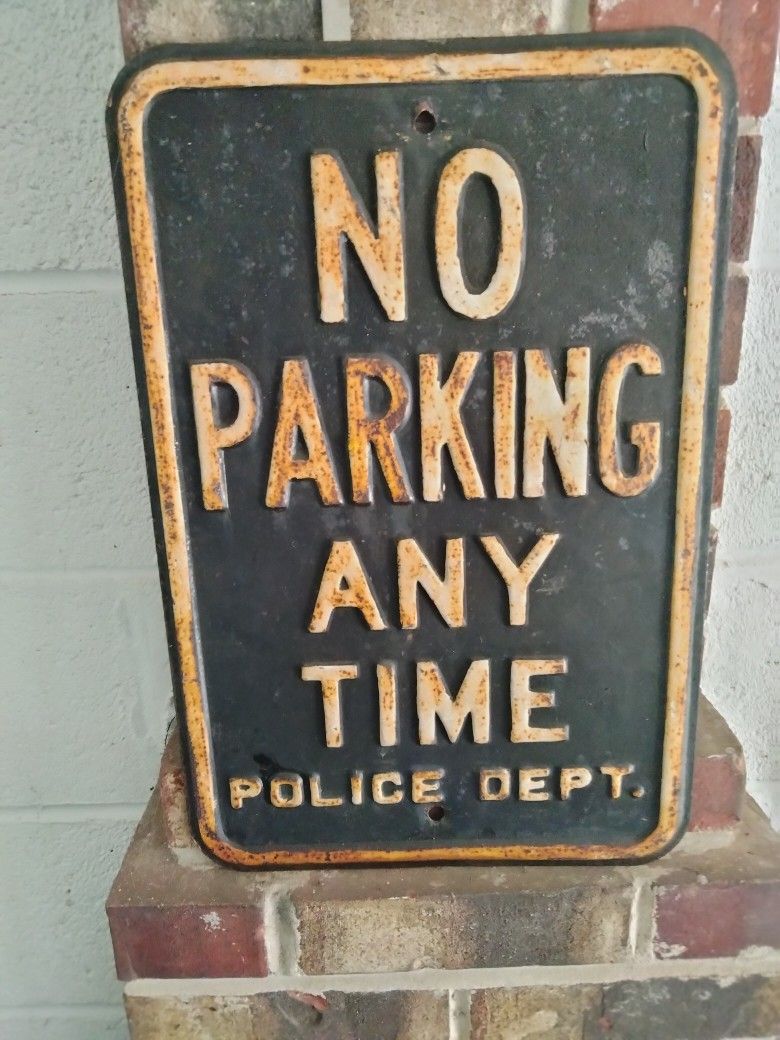 NO
PARKING
ANY
TIME
POLICE DEPT.